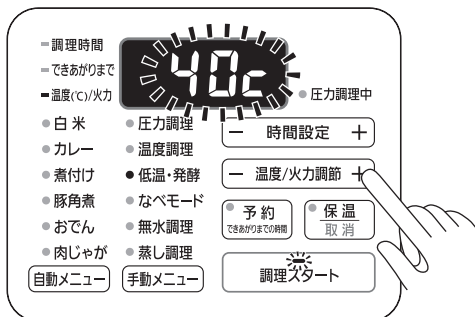 調理時間
できあがりまで
温度(℃)/火力
40c
圧力調理中
白米
カレー
煮付け
豚角煮
おでん
肉じゃが
自動メニュー
圧力調理
温度調理
低温・発酵
なべモード
無水調理
蒸し調理
手動メニュー
− 時間設定 +
− 温度/火力調節 +
予約
できあがりまでの時間
保温
取消
調理スタート